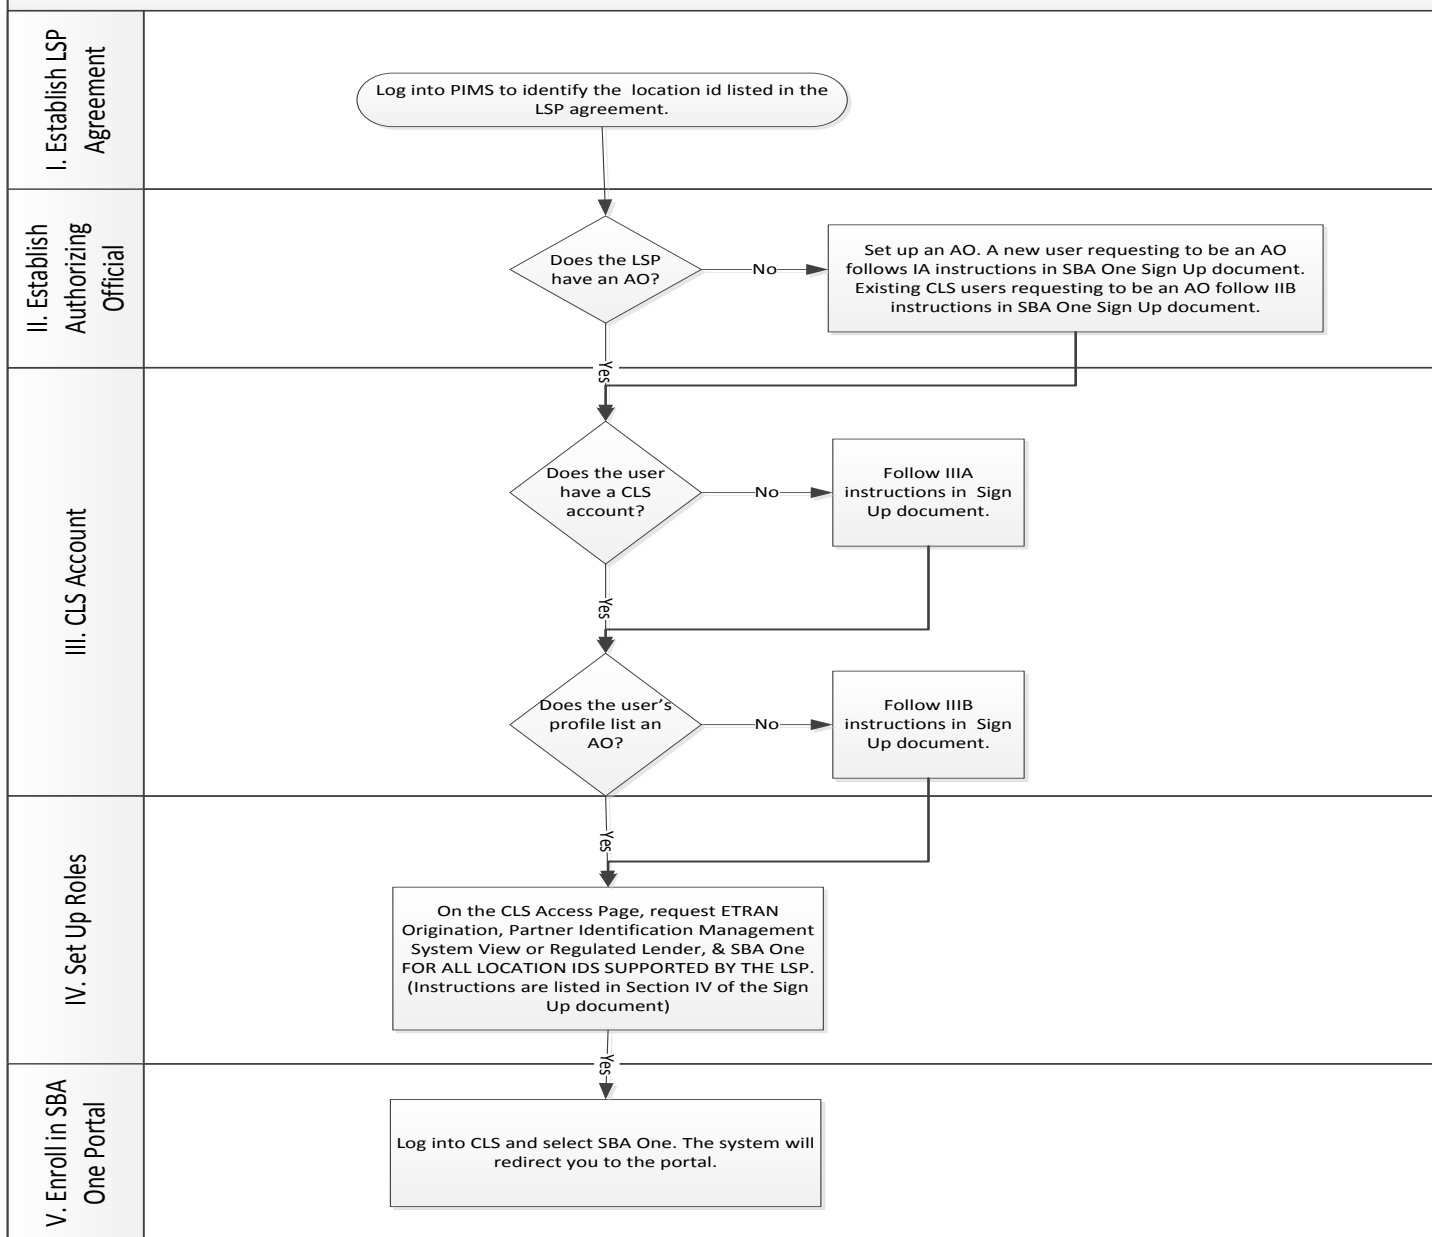 I. Establish LSP
Agreement
Log into PIMS to identify the location id listed in the
LSP agreement.
II. Establish
Authorizing
Official
Does the LSP
have an AO?
No
Set up an AO. A new user requesting to be an AO
follows IA instructions in SBA One Sign Up document.
Existing CLS users requesting to be an AO follow IIB
instructions in SBA One Sign Up document.
Yes
III. CLS Account
Does the user
have a CLS
account?
No
Follow IIIA
instructions in Sign
Up document.
Yes
Does the user’s
profile list an
AO?
No
Follow IIIB
instructions in Sign
Up document.
IV. Set Up Roles
Yes
On the CLS Access Page, request ETRAN
Origination, Partner Identification Management
System View or Regulated Lender, & SBA One
FOR ALL LOCATION IDS SUPPORTED BY THE LSP.
(Instructions are listed in Section IV of the Sign
Up document)
Yes
V. Enroll in SBA
One Portal
Log into CLS and select SBA One. The system will
redirect you to the portal.